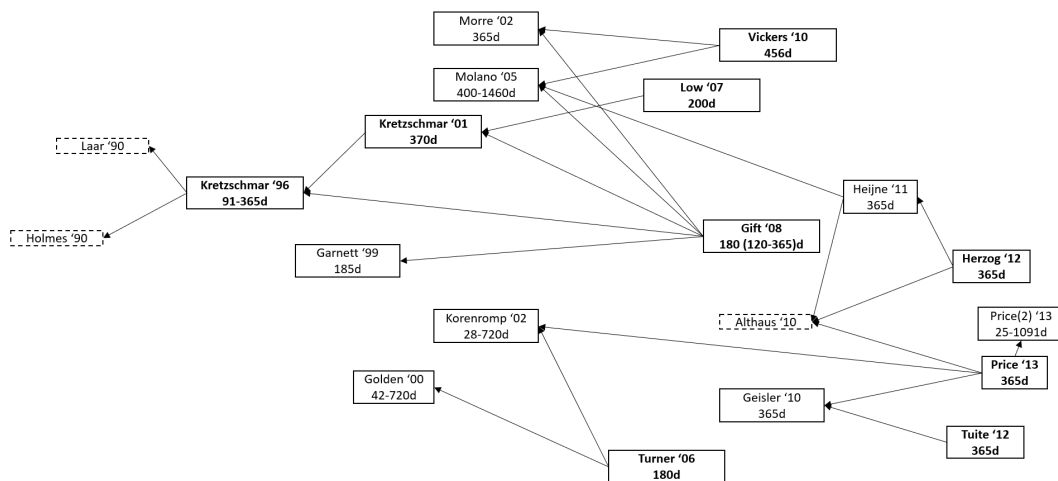 Morre ‘02
365d
Vickers ‘10
456d
Molano ‘05
400-1460d
Low ‘07
200d
Kretzschmar ‘01
370d
Laar ‘90
Kretzschmar ‘96
91-365d
Heijne ‘11
365d
Holmes ‘90
Gift ‘08
180 (120-365)d
Garnett ‘99
185d
Herzog ‘12
365d
Korenromp ‘02
28-720d
Althaus ‘10
Price(2) ‘13
25-1091d
Price ‘13
365d
Golden ‘00
42-720d
Geisler ‘10
365d
Tuite ‘12
365d
Turner ‘06
180d